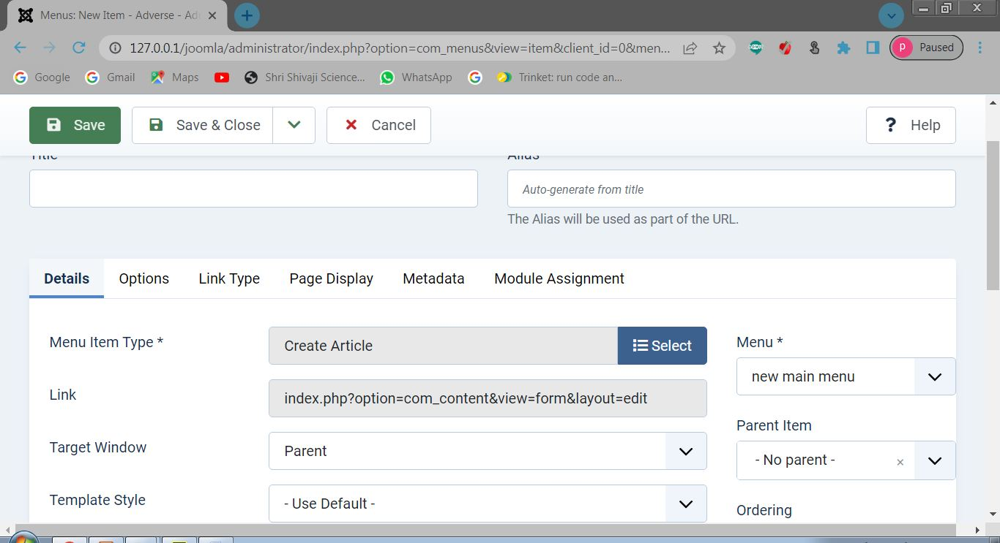 Menus: New Item - Adverse - Ad
127.0.0.1/joomla/administrator/index.php?option=com_menus&view=item&client_id=0&men...
P Paused
Google Gmail Maps Shri Shivaji Science... WhatsApp Trinket: run code an...
Save Save & Close Cancel ? Help
Title Alias
Auto-generate from title
The Alias will be used as part of the URL.
Details Options Link Type Page Display Metadata Module Assignment
Menu Item Type * Create Article Select
Menu *
new main menu
Link index.php?option=com_content&view=form&layout=edit
Parent Item
Target Window Parent
- No parent -
Template Style - Use Default -
Ordering